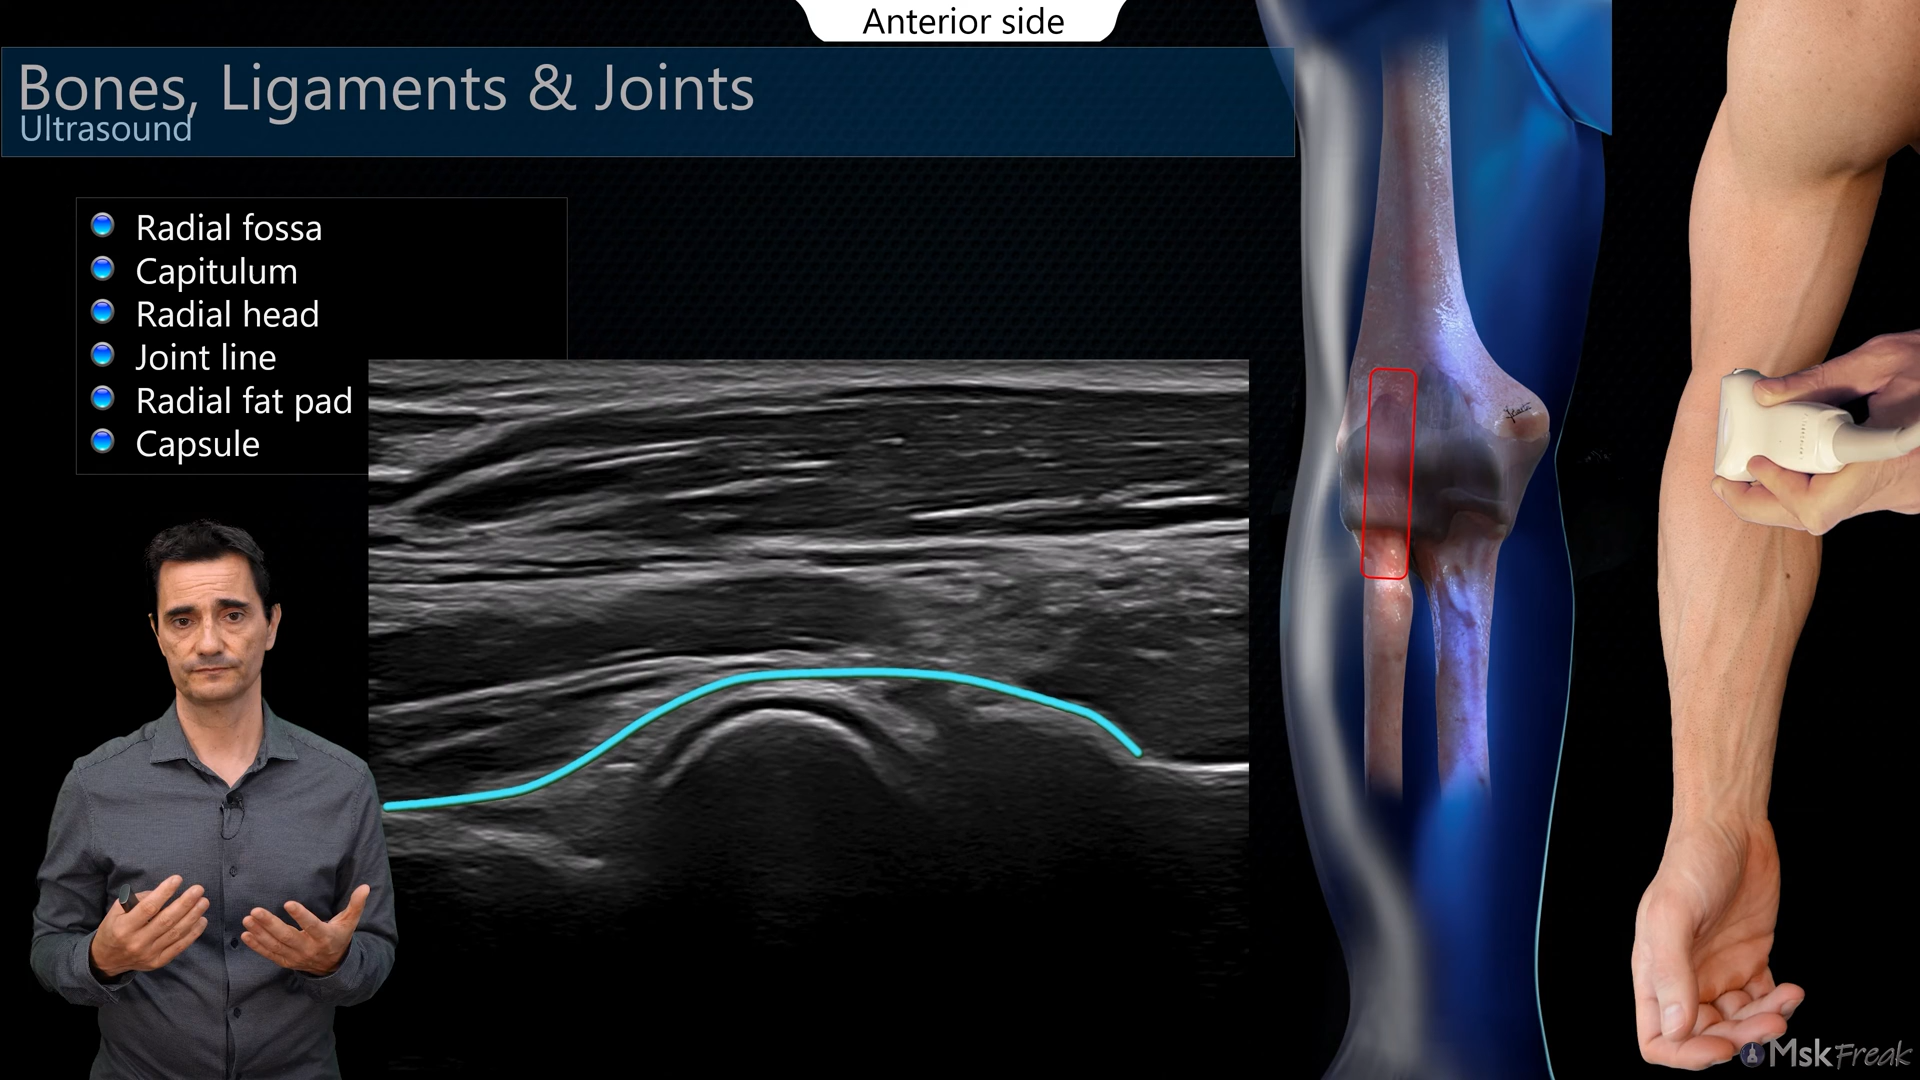 Anterior side
Bones, Ligaments & Joints
Ultrasound
Radial fossa
Capitulum
Radial head
Joint line
Radial fat pad
Capsule
MskFreak